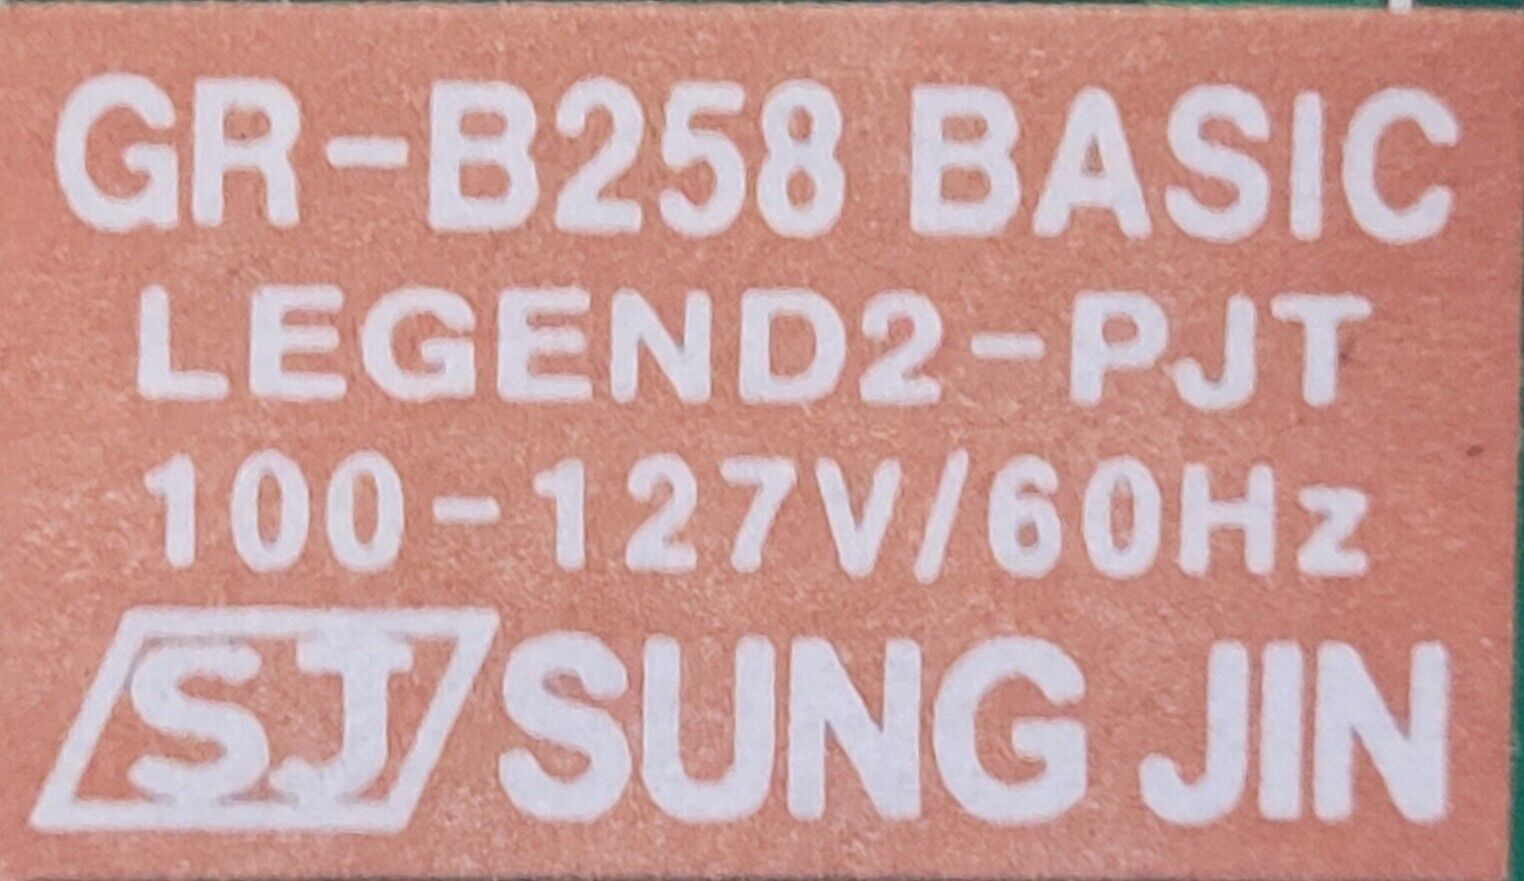 GR-B258 BASIC
LEGEND2-PJT
100-127V/60Hz
SJ SUNG JIN